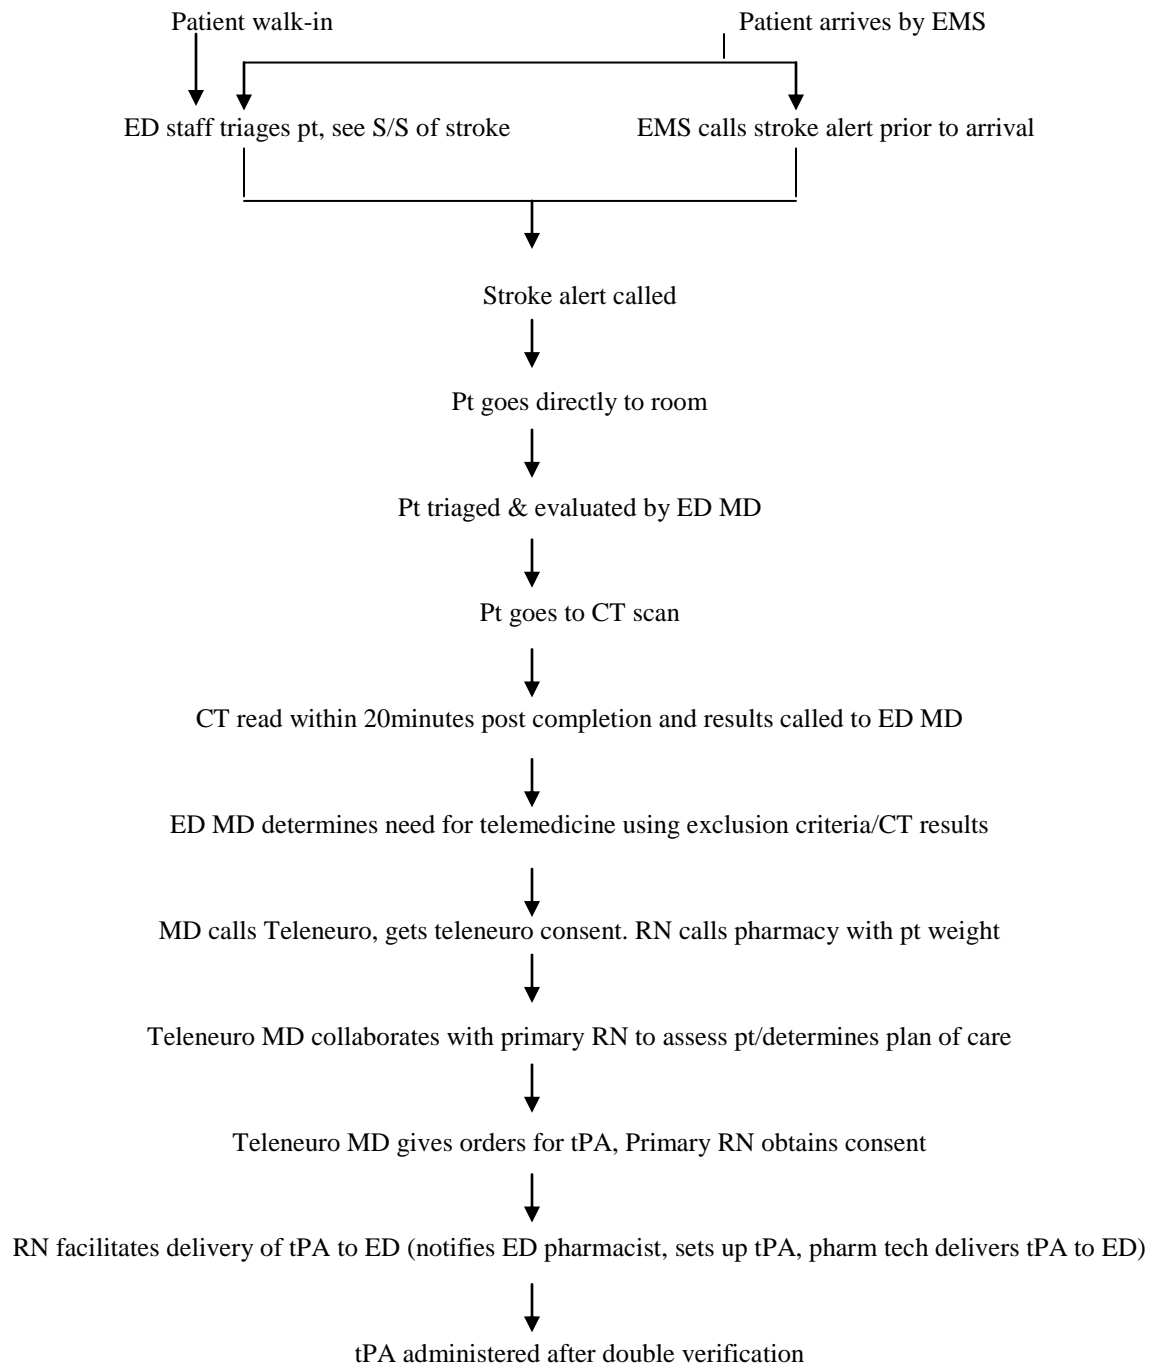 Patient walk-in
Patient arrives by EMS
ED staff triages pt, see S/S of stroke
EMS calls stroke alert prior to arrival
Stroke alert called
Pt goes directly to room
Pt triaged & evaluated by ED MD
Pt goes to CT scan
CT read within 20minutes post completion and results called to ED MD
ED MD determines need for telemedicine using exclusion criteria/CT results
MD calls Teleneuro, gets teleneuro consent. RN calls pharmacy with pt weight
Teleneuro MD collaborates with primary RN to assess pt/determines plan of care
Teleneuro MD gives orders for tPA, Primary RN obtains consent
RN facilitates delivery of tPA to ED (notifies ED pharmacist, sets up tPA, pharm tech delivers tPA to ED)
tPA administered after double verification